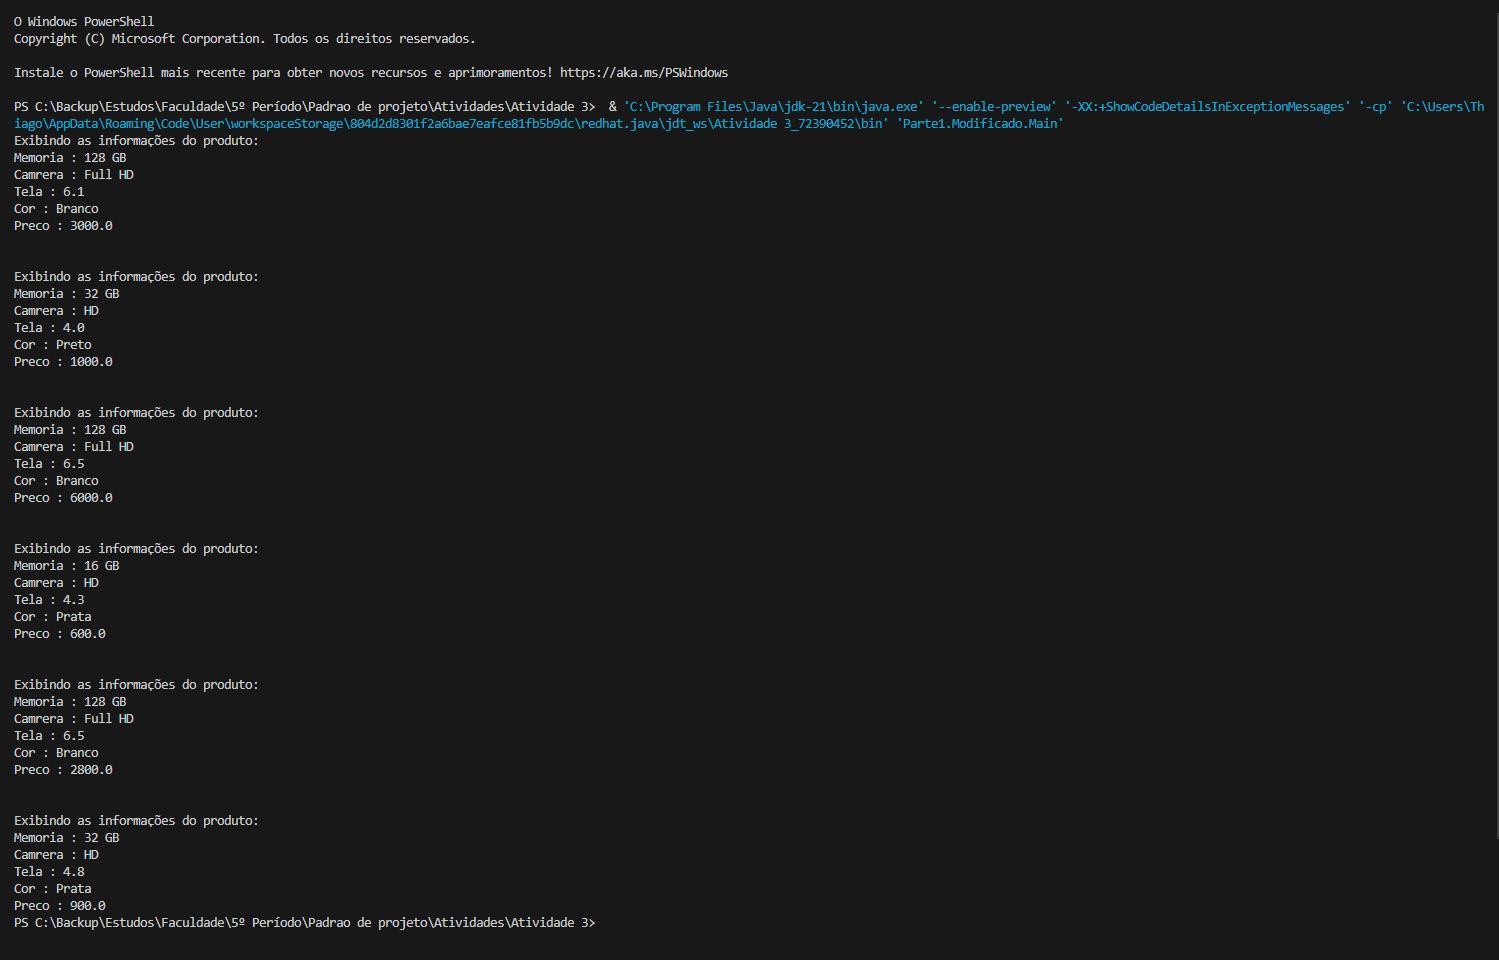 O Windows PowerShell
Copyright (C) Microsoft Corporation. Todos os direitos reservados.
Instale o PowerShell mais recente para obter novos recursos e aprimoramentos! https://aka.ms/PSWindows
PS C:\Backup\Estudos\Faculdade\5º Período\Padrao de projeto\Atividades\Atividade 3>  & 'C:\Program Files\Java\jdk-21\bin\java.exe' '--enable-preview' '-XX:+ShowCodeDetailsInExceptionMessages' '-cp' 'C:\Users\Th
iago\AppData\Roaming\Code\User\workspaceStorage\804d2d8301f2a6bae7eafce81fb5b9dc\redhat.java\jdt_ws\Atividade 3_72390452\bin' 'Parte1.Modificado.Main'
Exibindo as informações do produto:
Memoria : 128 GB
Camrera : Full HD
Tela : 6.1
Cor : Branco
Preco : 3000.0
Exibindo as informações do produto:
Memoria : 32 GB
Camrera : HD
Tela : 4.0
Cor : Preto
Preco : 1000.0
Exibindo as informações do produto:
Memoria : 128 GB
Camrera : Full HD
Tela : 6.5
Cor : Branco
Preco : 6000.0
Exibindo as informações do produto:
Memoria : 16 GB
Camrera : HD
Tela : 4.3
Cor : Prata
Preco : 600.0
Exibindo as informações do produto:
Memoria : 128 GB
Camrera : Full HD
Tela : 6.5
Cor : Branco
Preco : 2800.0
Exibindo as informações do produto:
Memoria : 32 GB
Camrera : HD
Tela : 4.8
Cor : Prata
Preco : 900.0
PS C:\Backup\Estudos\Faculdade\5º Período\Padrao de projeto\Atividades\Atividade 3>